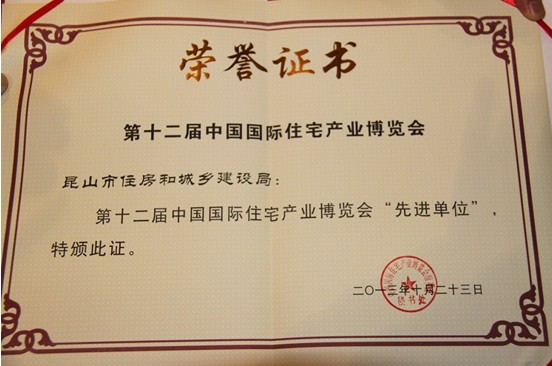 荣誉证书
第十二届中国国际住宅产业博览会
昆山市住房和城乡建设局：
第十二届中国国际住宅产业博览会“先进单位”，
特颁此证。
二〇一三年十月二十三日